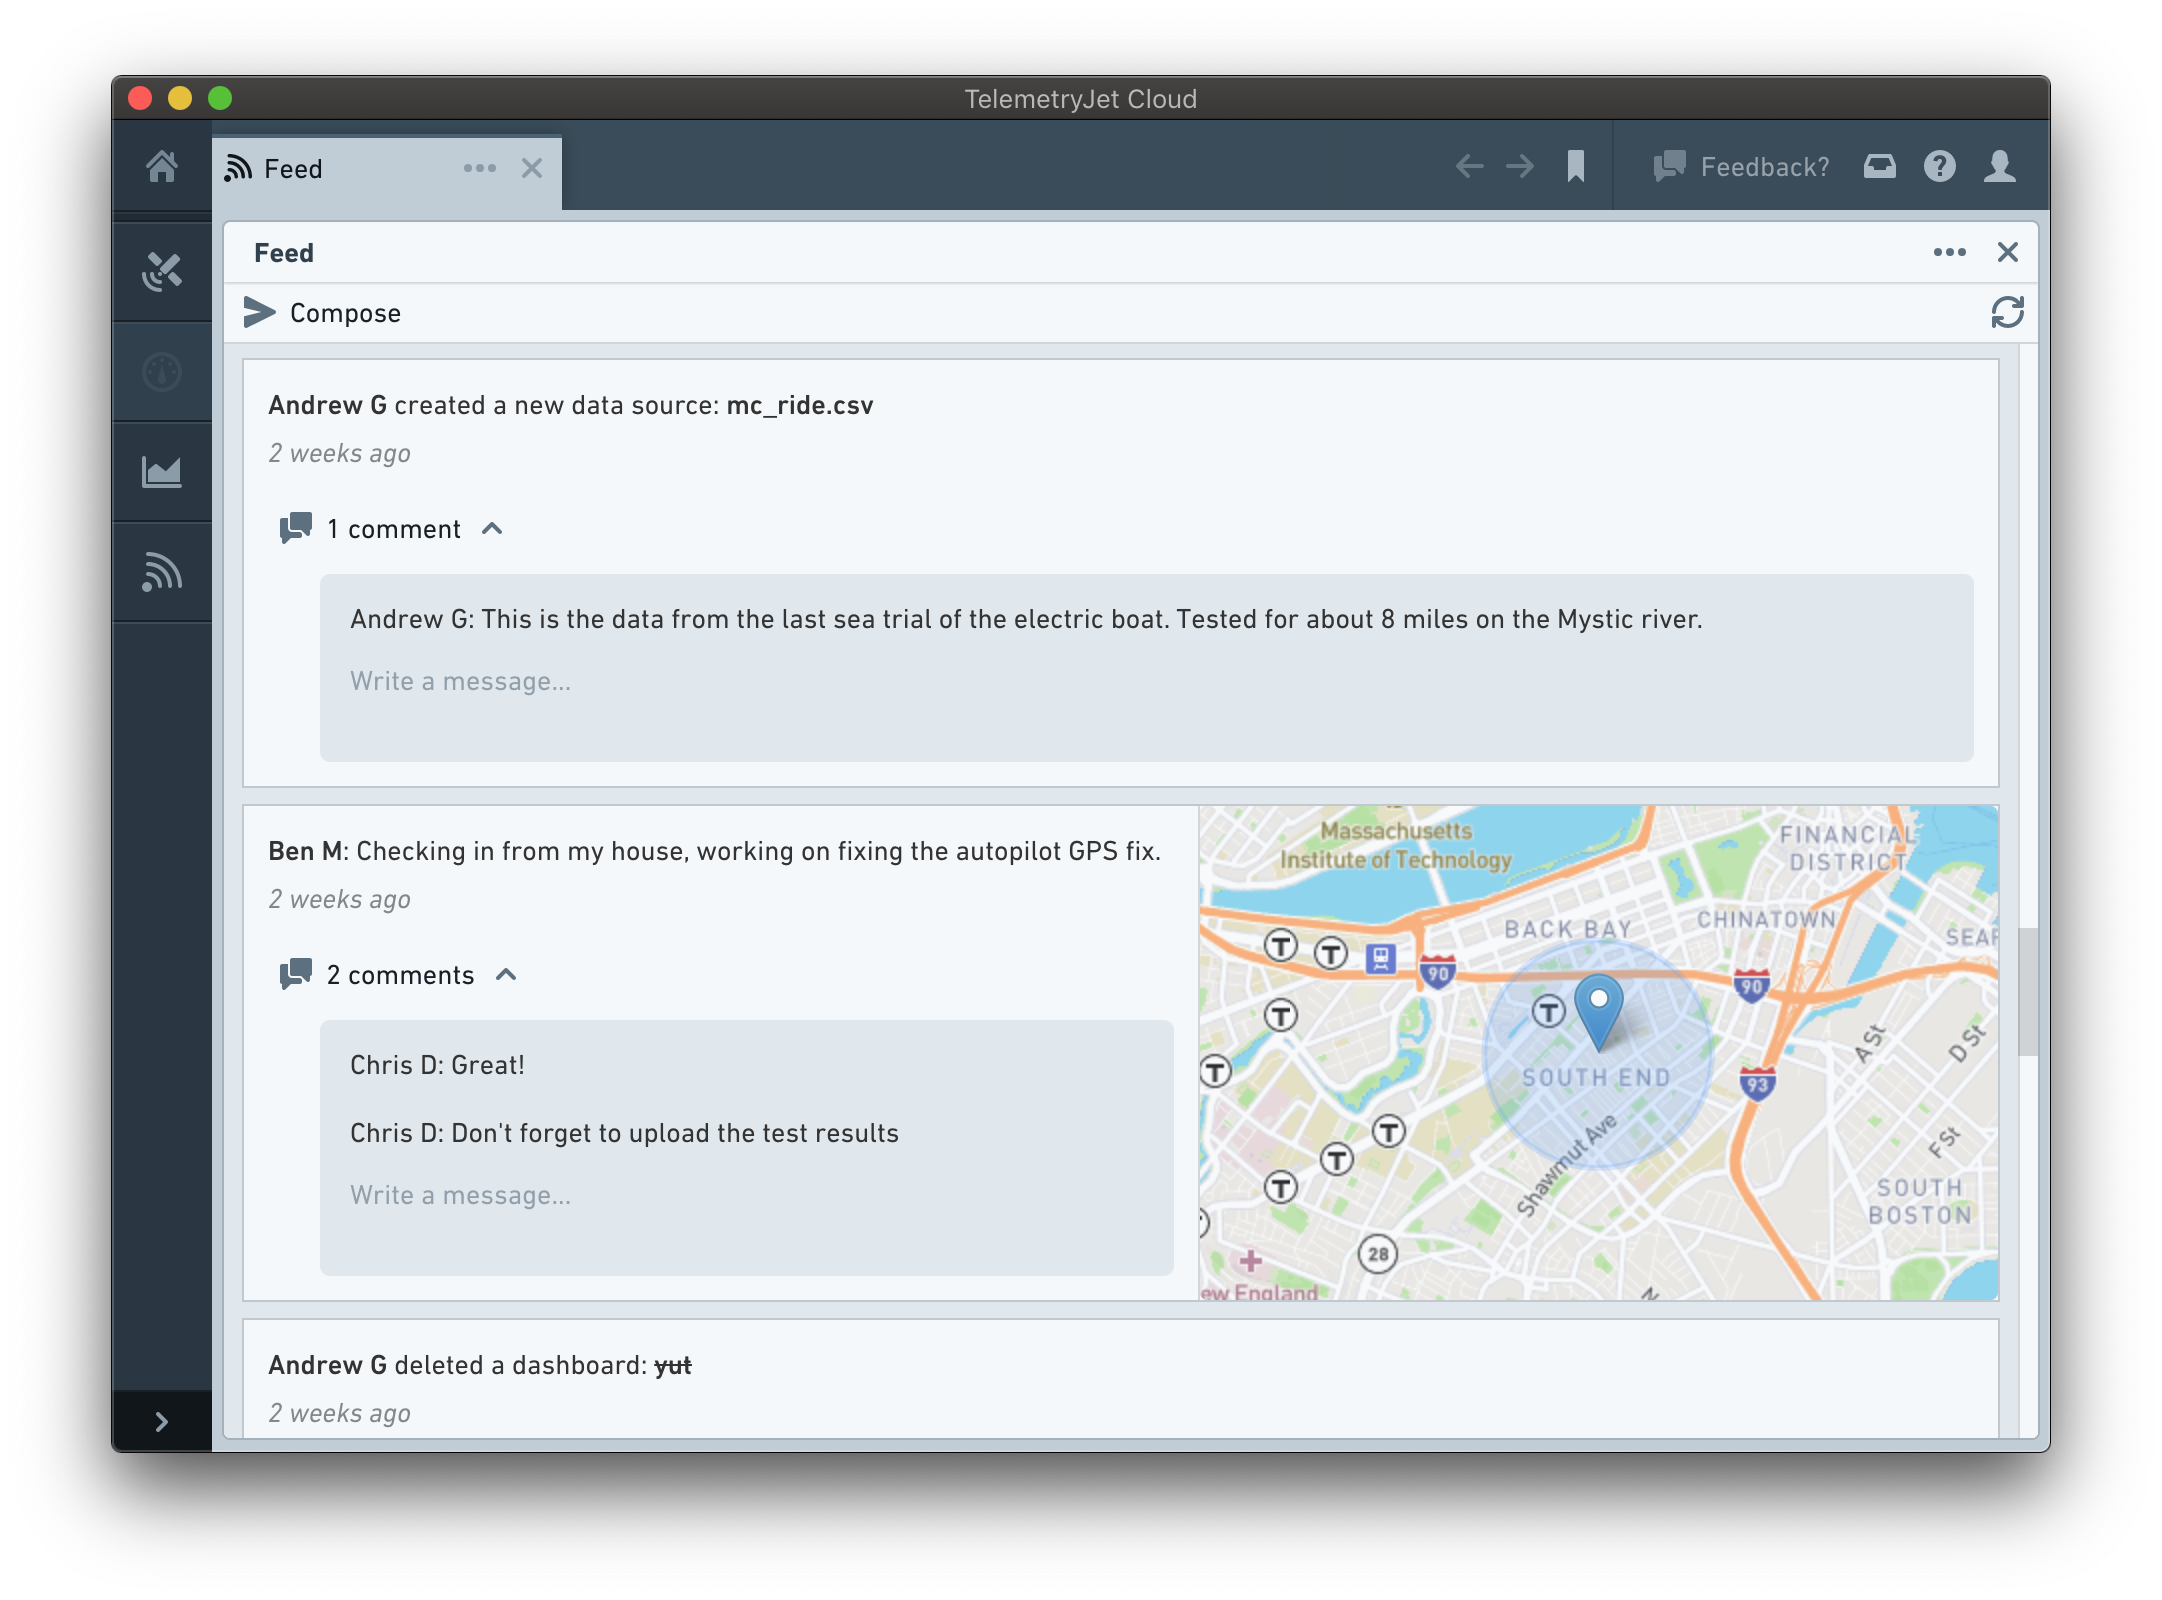 TelemetryJet Cloud
Feed
Feedback?
Feed
Compose
Andrew G created a new data source: mc_ride.csv
2 weeks ago
1 comment
Andrew G: This is the data from the last sea trial of the electric boat. Tested for about 8 miles on the Mystic river.
Write a message...
Ben M: Checking in from my house, working on fixing the autopilot GPS fix.
2 weeks ago
2 comments
Chris D: Great!
Chris D: Don't forget to upload the test results
Write a message...
Massachusetts
Institute of Technology
FINANCIAL
DISTRICT
BACK BAY
CHINATOWN
SEAP
T
T
90
90
T
T
T
SOUTH END
93
A St
D St
T
T
T
Shawmut Ave
F St
SOUTH
BOSTON
28
ew England
N
Andrew G deleted a dashboard: yut
2 weeks ago